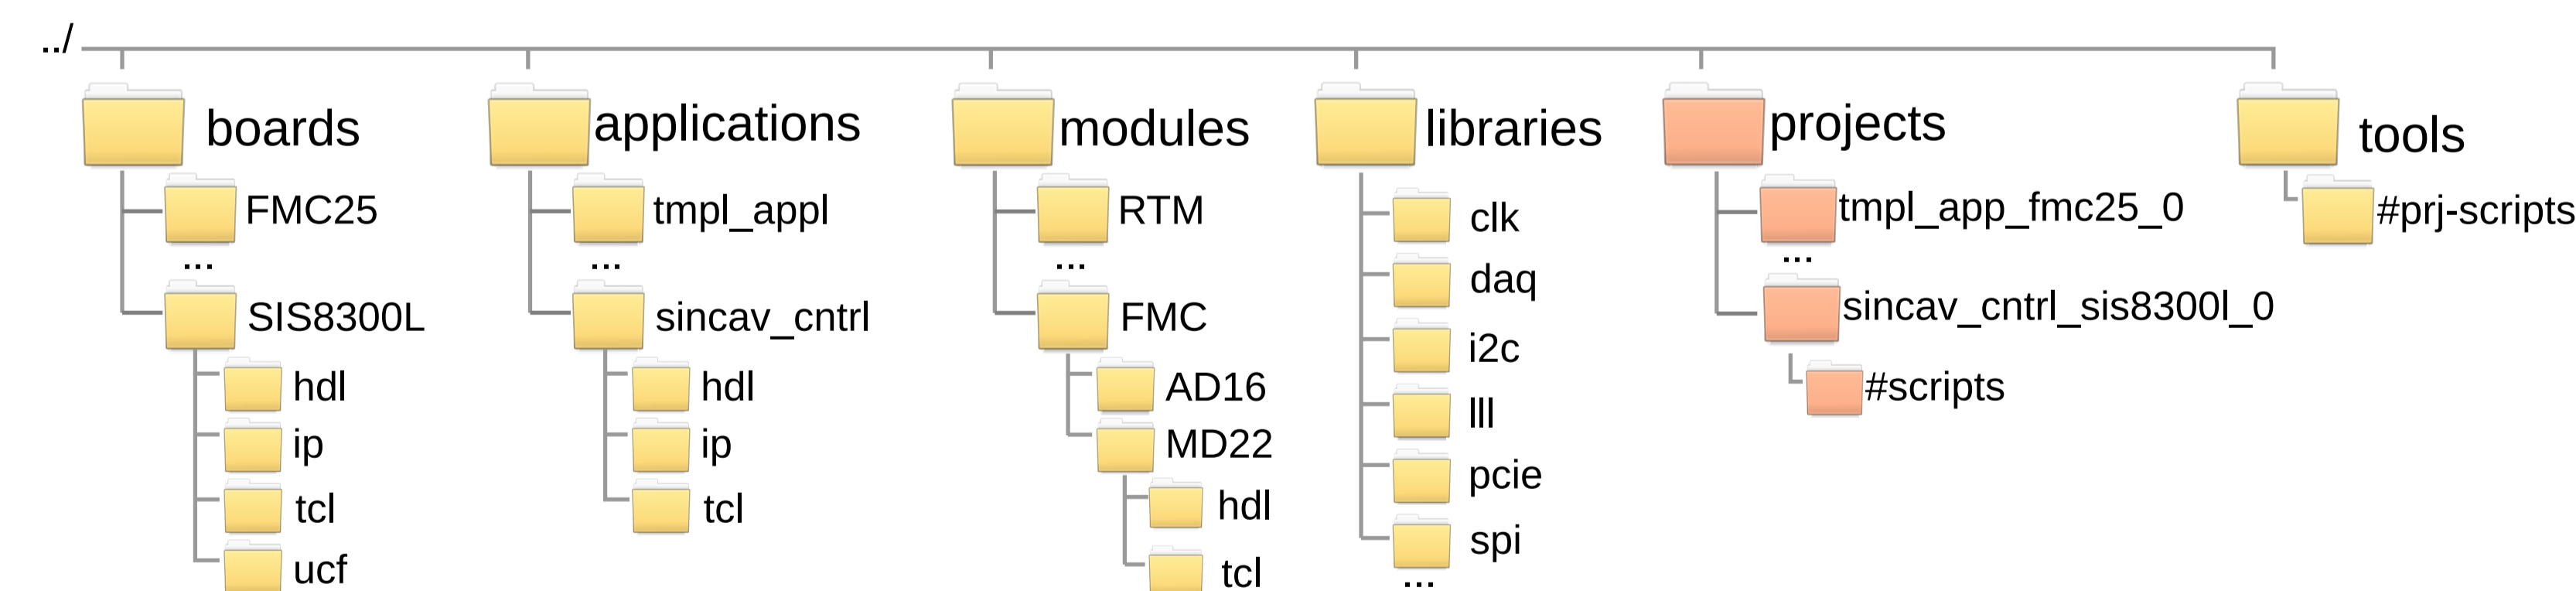 ../
boards
FMC25
...
SIS8300L
hdl
ip
tcl
ucf
applications
tmpl_appl
...
sincav_cntrl
hdl
ip
tcl
modules
RTM
...
FMC
AD16
MD22
hdl
tcl
libraries
clk
daq
i2c
lll
pcie
spi
...
projects
tmpl_app_fmc25_0
...
sincav_cntrl_sis8300l_0
#scripts
tools
#prj-scripts